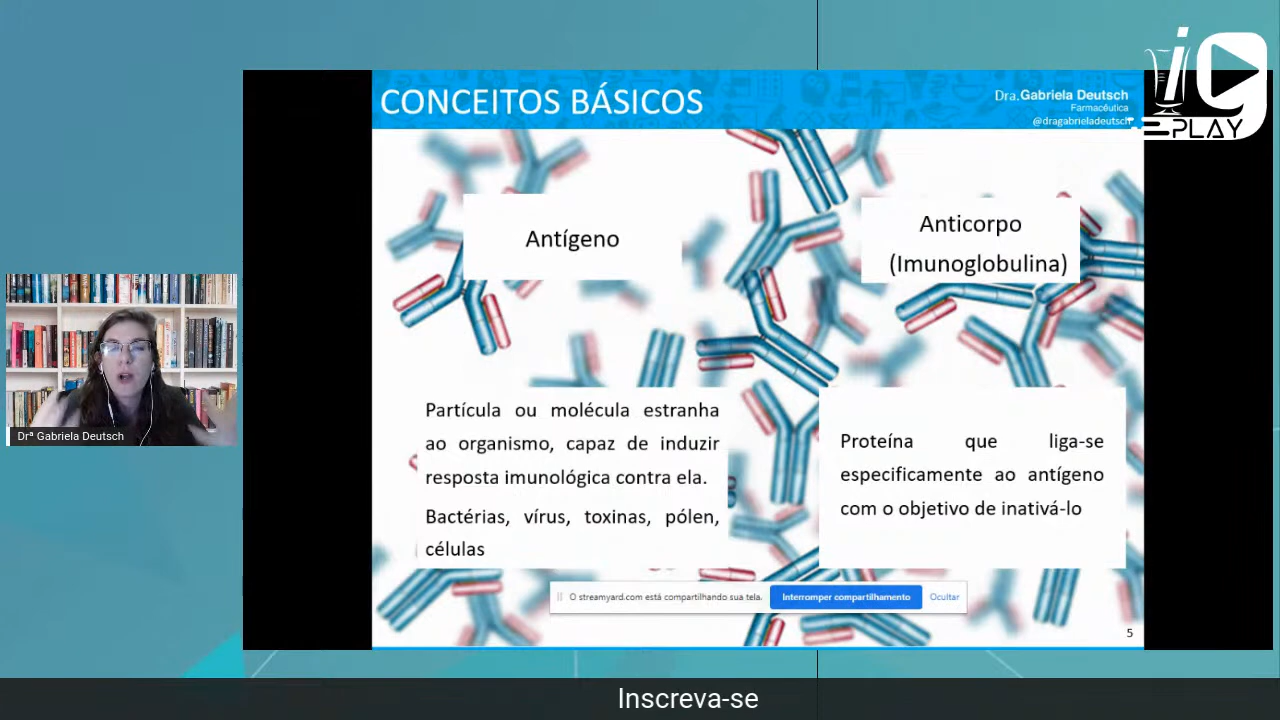 CONCEITOS BÁSICOS
Dra.Gabriela Deutsch
Farmacêutica
@dragabrieladeutsch
iG
PLAY
Antígeno
Anticorpo
(Imunoglobulina)
Partícula ou molécula estranha
ao organismo, capaz de induzir
resposta imunológica contra ela.
Bactérias, vírus, toxinas, pólen,
células
Proteína que liga-se
especificamente ao antígeno
com o objetivo de inativá-lo
Drª Gabriela Deutsch
O streamyard.com está compartilhando sua tela.
Interromper compartilhamento
Ocultar
5
Inscreva-se